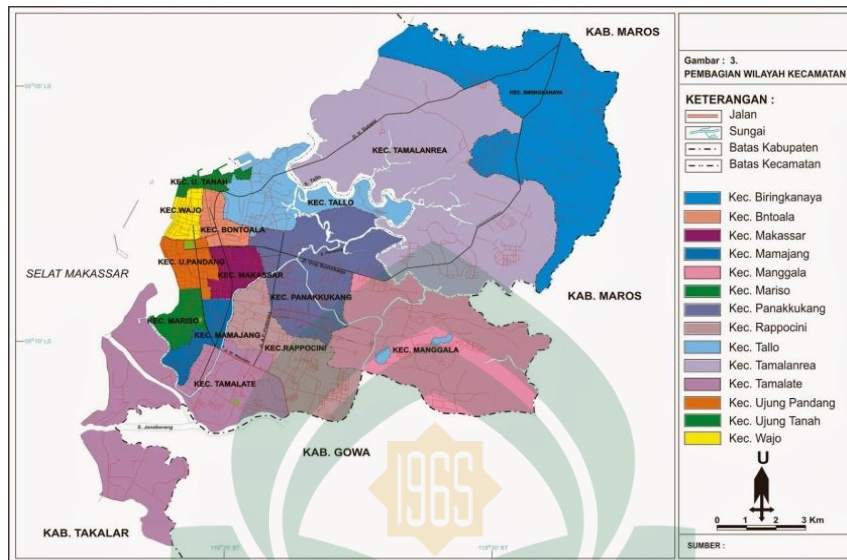 KAB. MAROS
KEC. BIRINGKANAYA
KEC. TAMALANREA
KEC. U. TANAH
S. Tallo
KEC. TALLO
KEC.WAJO
KEC. BONTOALA
KEC. U.PANDANG
SELAT MAKASSAR
KEC. MAKASSAR
KEC. PANAKKUKANG
KAB. MAROS
KEC. MARISO
KEC. MAMAJANG
KEC.RAPPOCINI
KEC. MANGGALA
KEC. TAMALATE
S. Jeneberang
KAB. GOWA
1965
KAB. TAKALAR
Gambar : 3.
PEMBAGIAN WILAYAH KECAMATAN
KETERANGAN :
Jalan
Sungai
Batas Kabupaten
Batas Kecamatan
Kec. Biringkanaya
Kec. Bntoala
Kec. Makassar
Kec. Mamajang
Kec. Manggala
Kec. Mariso
Kec. Panakkukang
Kec. Rappocini
Kec. Tallo
Kec. Tamalanrea
Kec. Tamalate
Kec. Ujung Pandang
Kec. Ujung Tanah
Kec. Wajo
U
0 1 2 3 Km
SUMBER :